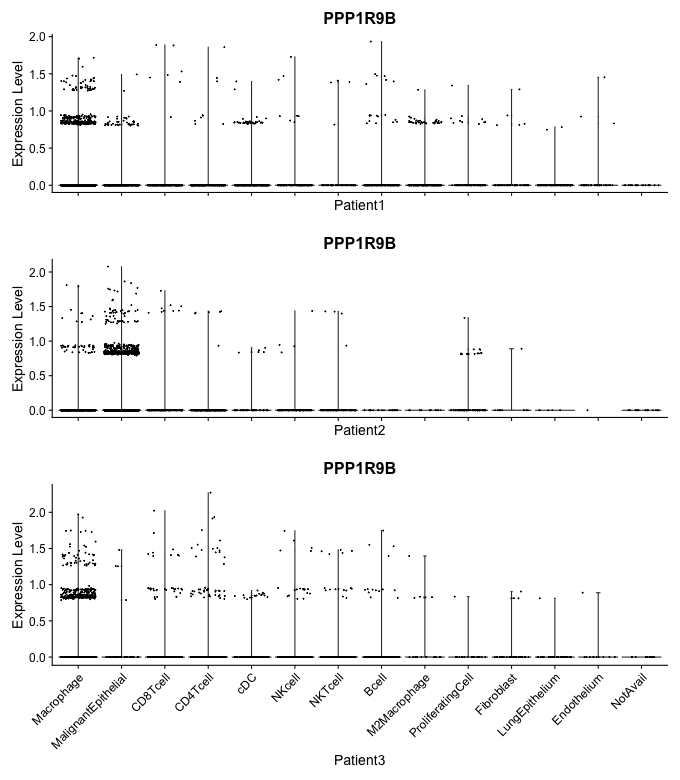 PPP1R9B
Expression Level
2.0
1.5
1.0
0.5
0.0
Patient1
PPP1R9B
Expression Level
2.0
1.5
1.0
0.5
0.0
Patient2
PPP1R9B
Expression Level
2.0
1.5
1.0
0.5
0.0
Macrophage
MalignantEpithelial
CD8Tcell
CD4Tcell
cDC
NKcell
NKTcell
Bcell
M2Macrophage
ProliferatingCell
Fibroblast
LungEpithelium
Endothelium
NotAvail
Patient3